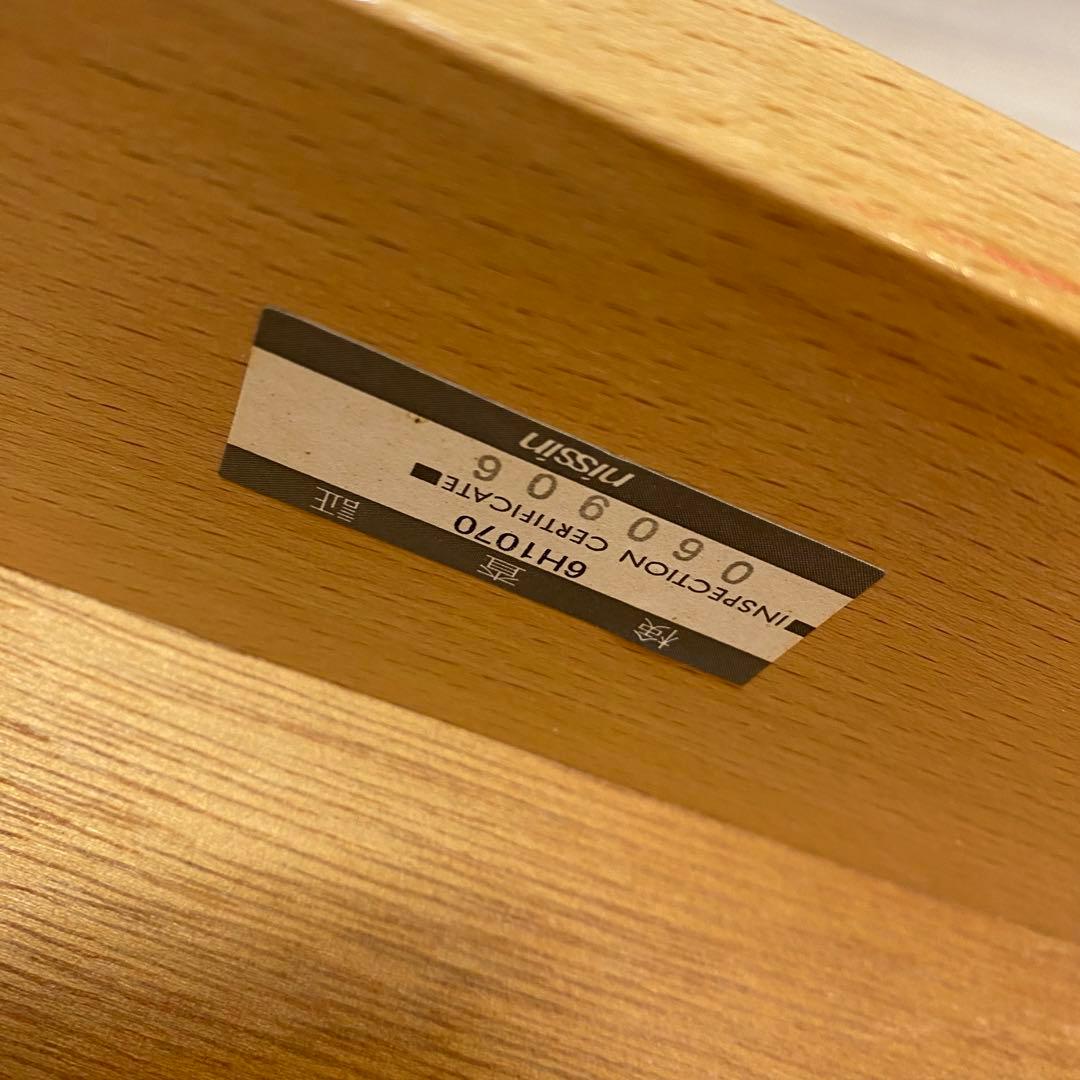 検査証
6H1070
INSPECTION CERTIFICATE
060906
nissin